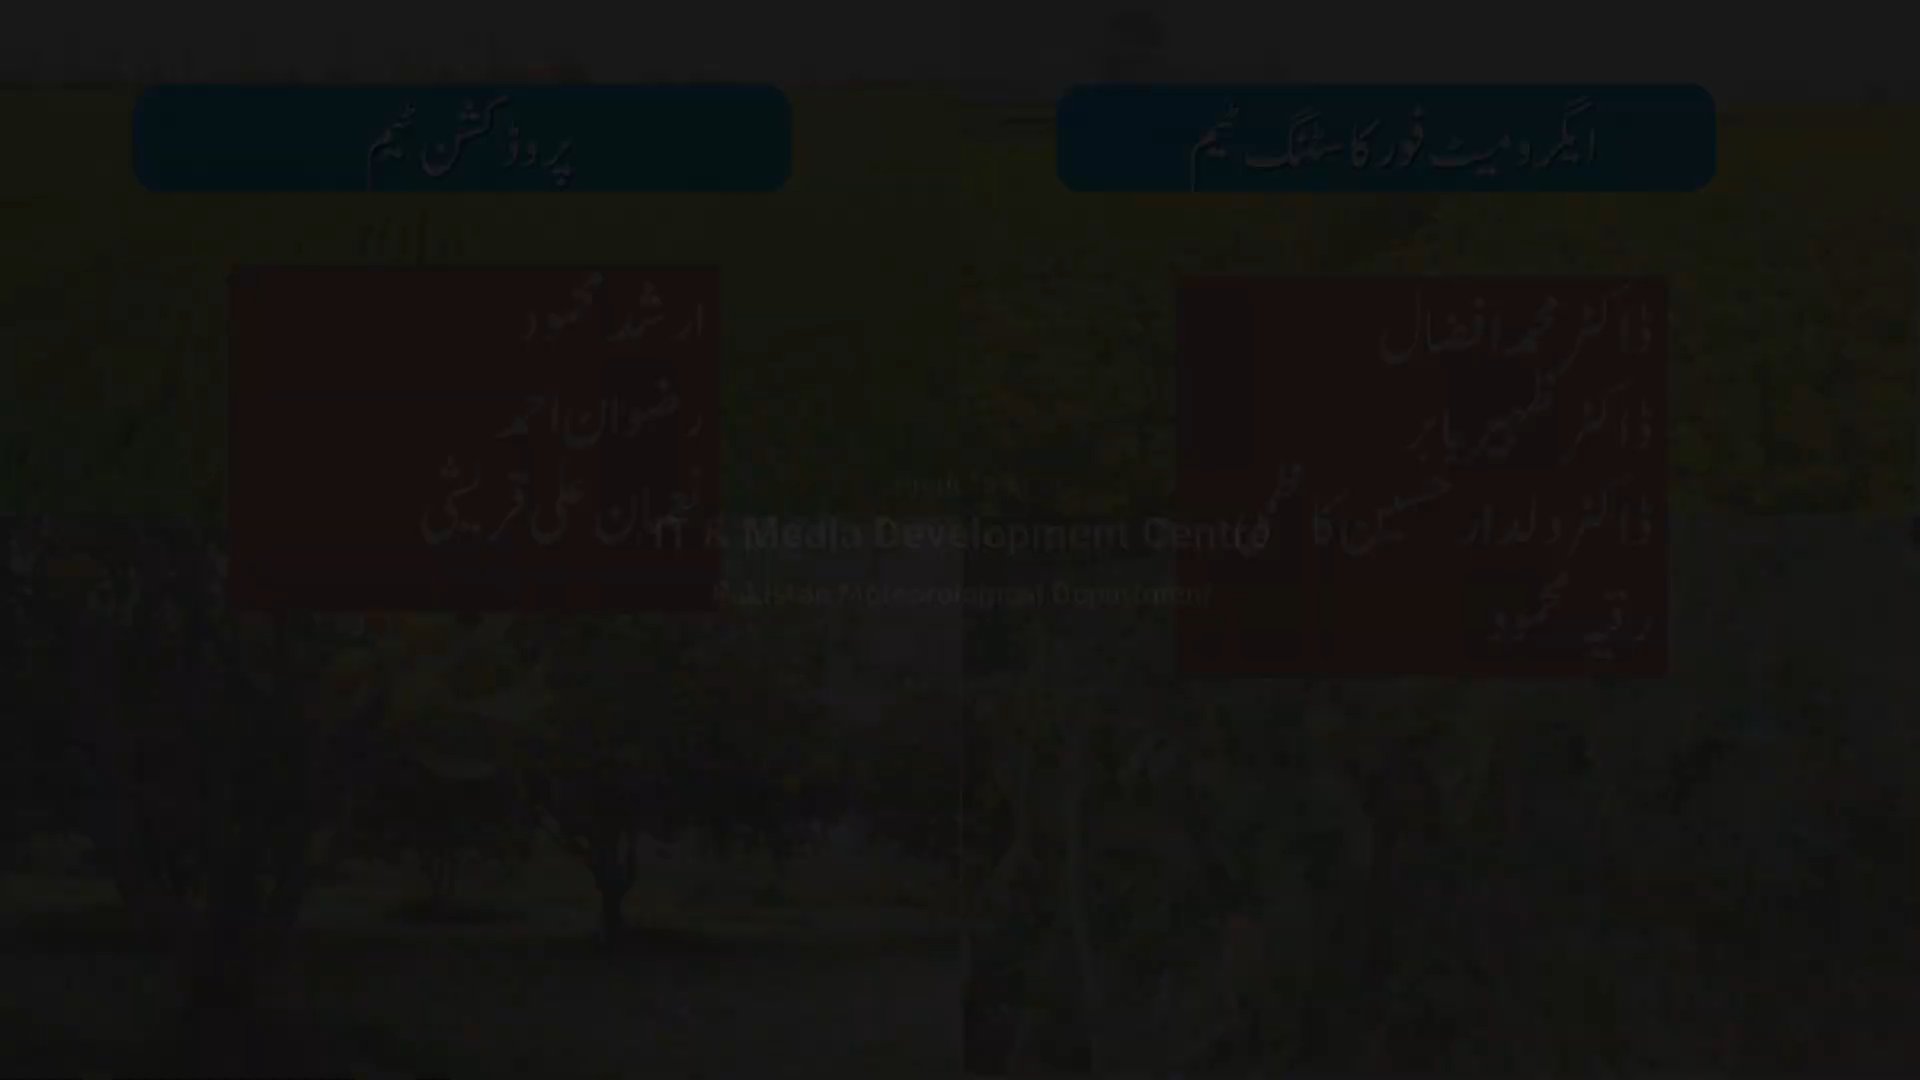 ایگرومیٹ فورکاسٹنگ ٹیم
ڈاکٹر محمد افضال
ڈاکٹر ظہیر بابر
ڈاکٹر دلدار حسین کاظمی
رقیہ محمود
پروڈکشن ٹیم
ارشد محمود
رضوان احمد
نعمان علی قریشی
IT & Media Development Centre
Pakistan Meteorological Department